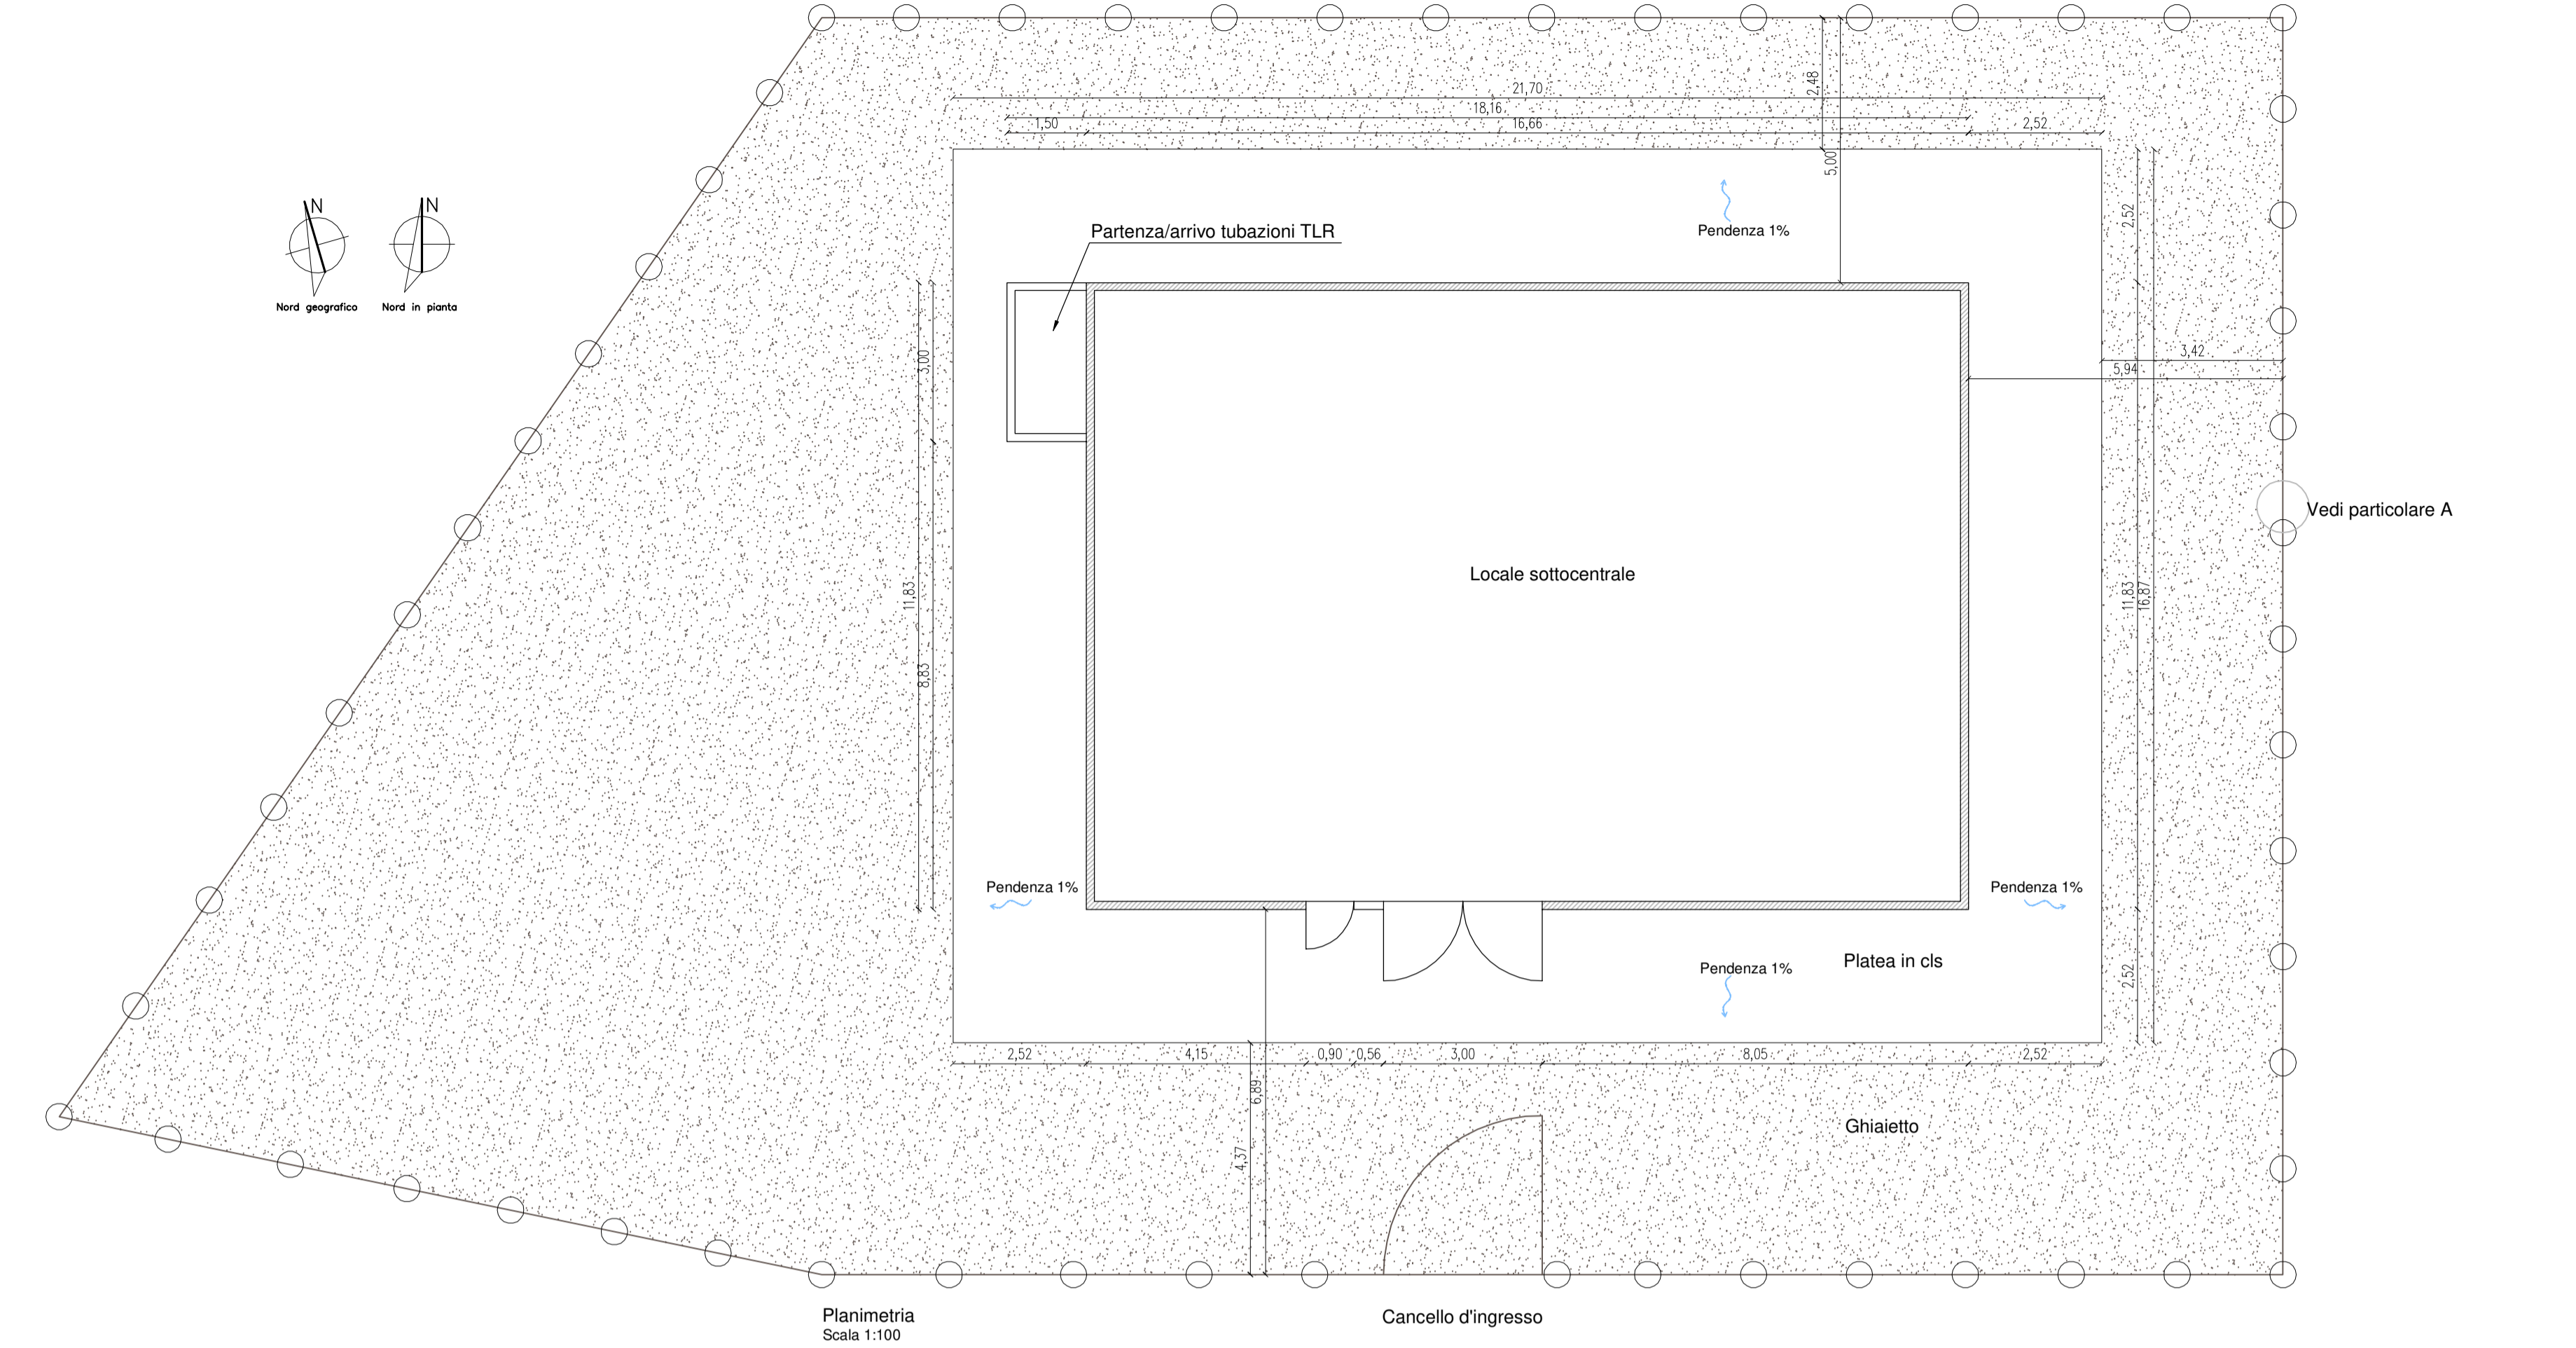 2,48
21,70
18,16
1,50
16,66
2,52
5,00
N
N
Nord geografico
Nord in pianta
Partenza/arrivo tubazioni TLR
Pendenza 1%
2,52
3,42
5,94
3,00
Vedi particolare A
Locale sottocentrale
11,83
11,83
16,87
8,83
Pendenza 1%
Pendenza 1%
Platea in cls
Pendenza 1%
2,52
2,52
4,15
0,90
0,56
3,00
8,05
2,52
6,89
Ghiaietto
4,37
Planimetria
Scala 1:100
Cancello d'ingresso